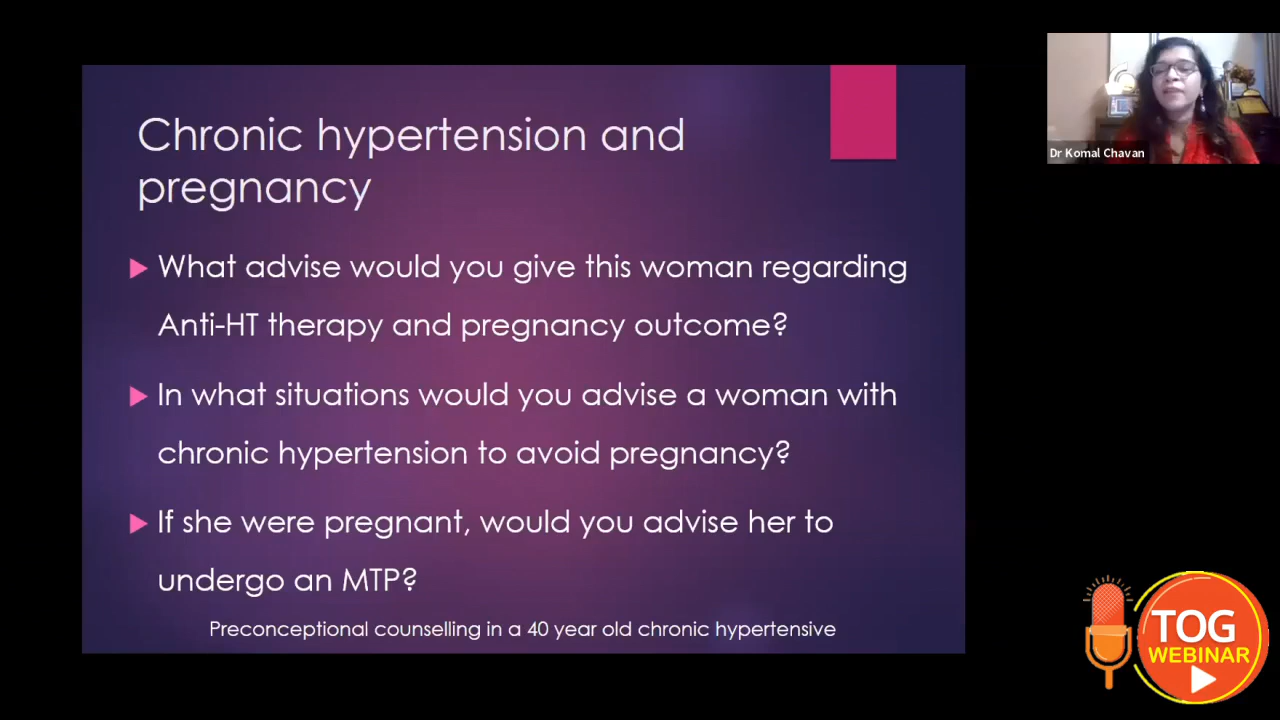 Chronic hypertension and
pregnancy
What advise would you give this woman regarding
Anti-HT therapy and pregnancy outcome?
In what situations would you advise a woman with
chronic hypertension to avoid pregnancy?
If she were pregnant, would you advise her to
undergo an MTP?
Preconceptional counselling in a 40 year old chronic hypertensive
Dr Komal Chavan
TOG
WEBINAR